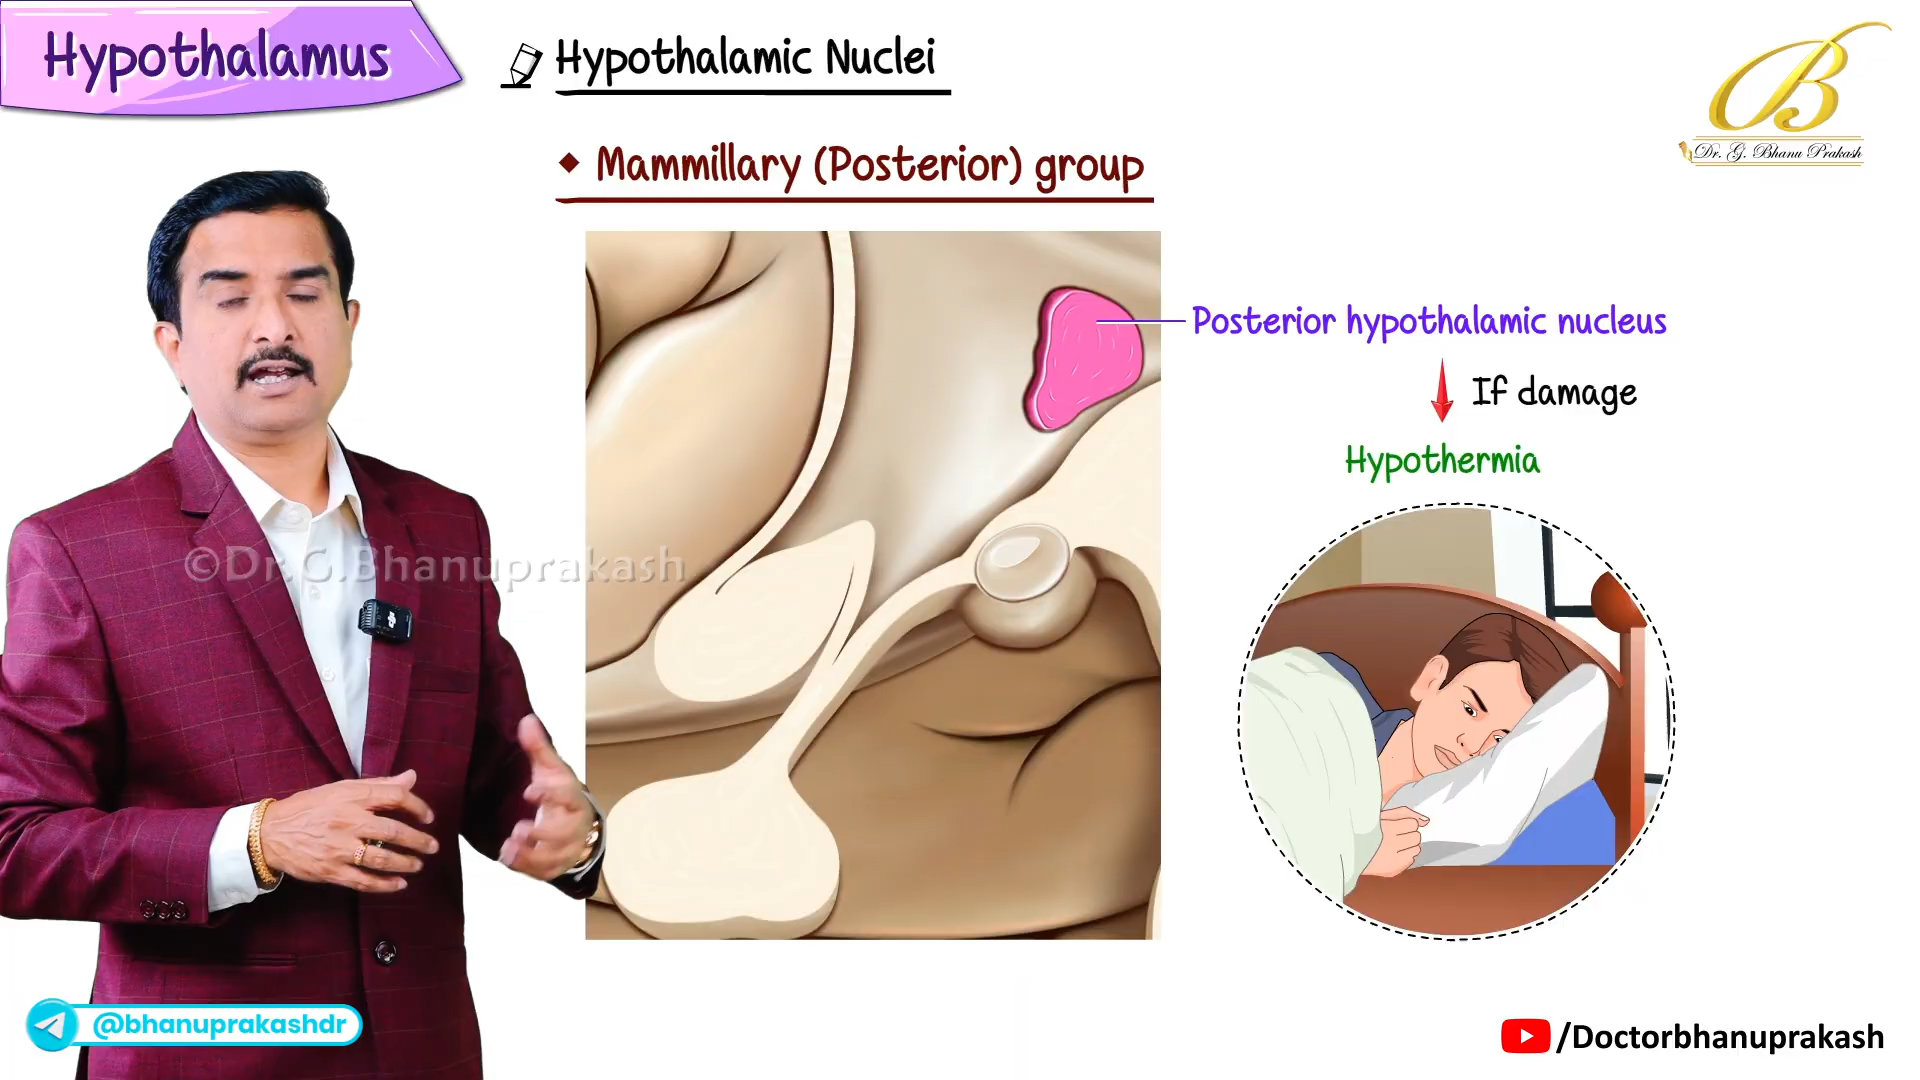 Hypothalamus
Hypothalamic Nuclei
B
Dr. G. Bhanu Prakash
Mammillary (Posterior) group
Posterior hypothalamic nucleus
If damage
Hypothermia
©Dr.G.Bhanuprakash
@bhanuprakashdr
/Doctorbhanuprakash